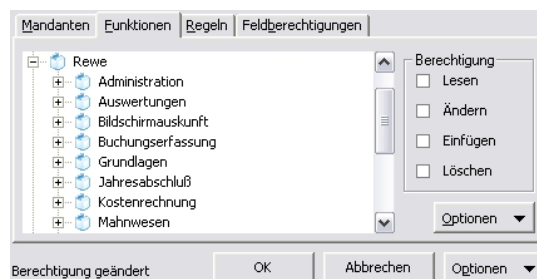 Mandanten Funktionen Regeln Feldberechtigungen
Rewe
Administration
Auswertungen
Bildschirmauskunft
Buchungserfassung
Grundlagen
Jahresabschluß
Kostenrechnung
Mahnwesen
Berechtigung
Lesen
Ändern
Einfügen
Löschen
Optionen
Berechtigung geändert OK Abbrechen Optionen